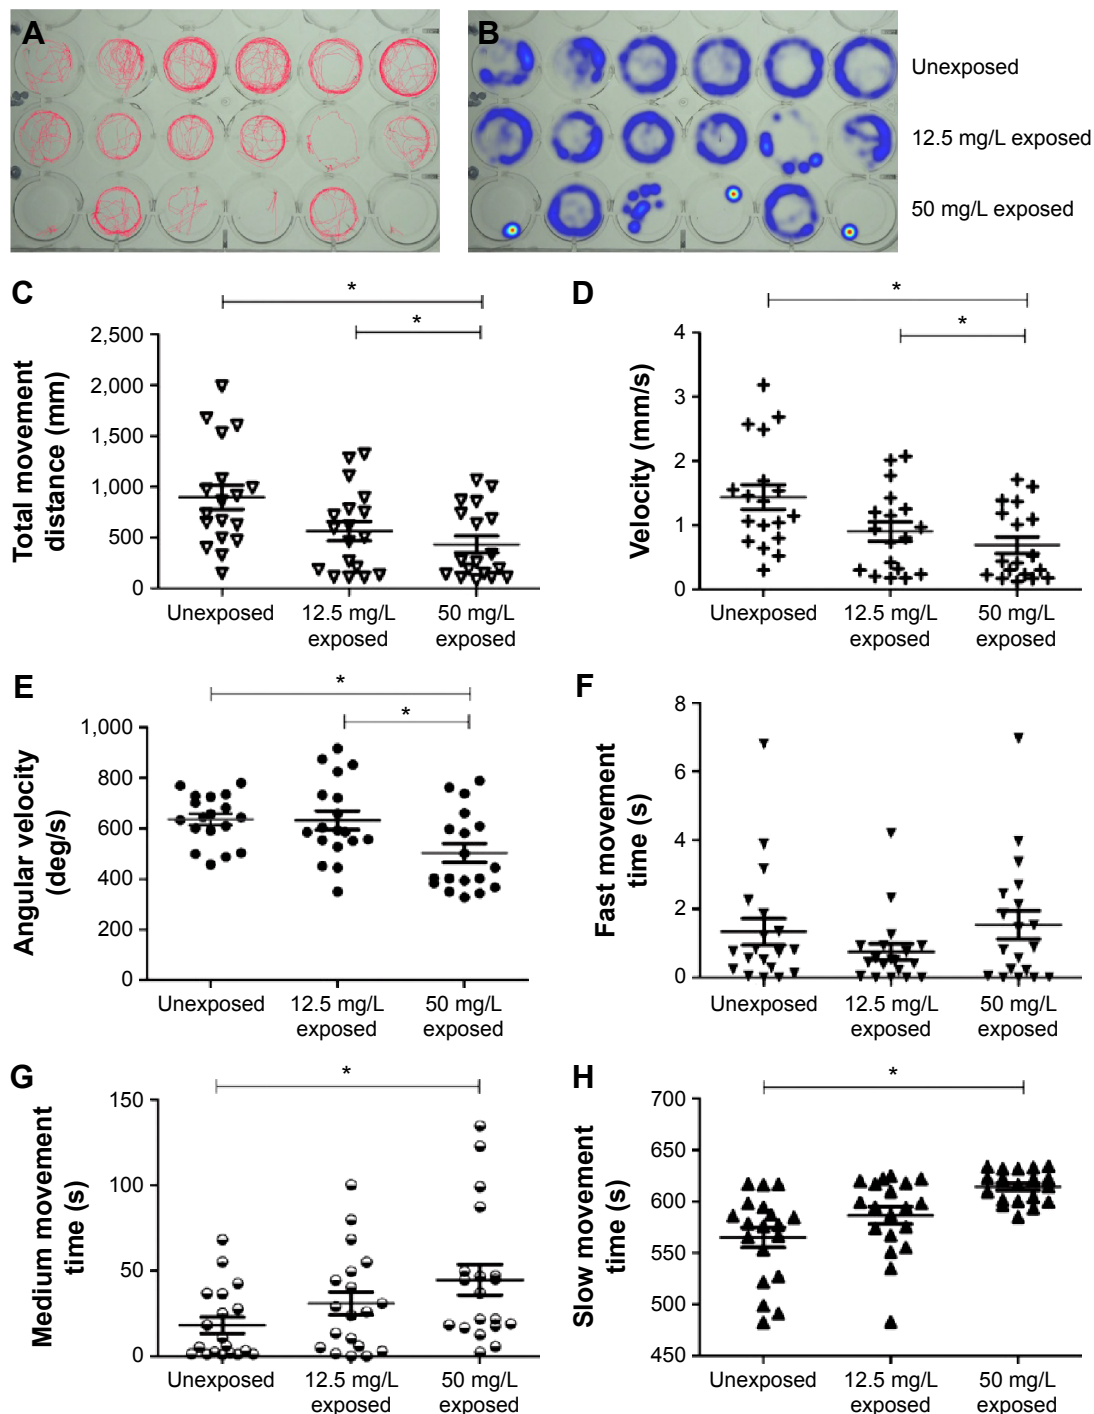 A
B
Unexposed
12.5 mg/L exposed
50 mg/L exposed
C
*
*
Total movement
distance (mm)
2,500
2,000
1,500
1,000
500
0
Unexposed
12.5 mg/L
exposed
50 mg/L
exposed
D
*
*
Velocity (mm/s)
4
3
2
1
0
Unexposed
12.5 mg/L
exposed
50 mg/L
exposed
E
*
*
Angular velocity
(deg/s)
1,000
800
600
400
200
0
Unexposed
12.5 mg/L
exposed
50 mg/L
exposed
F
Fast movement
time (s)
8
6
4
2
0
Unexposed
12.5 mg/L
exposed
50 mg/L
exposed
G
*
Medium movement
time (s)
150
100
50
0
Unexposed
12.5 mg/L
exposed
50 mg/L
exposed
H
*
Slow movement
time (s)
700
650
600
550
500
450
Unexposed
12.5 mg/L
exposed
50 mg/L
exposed